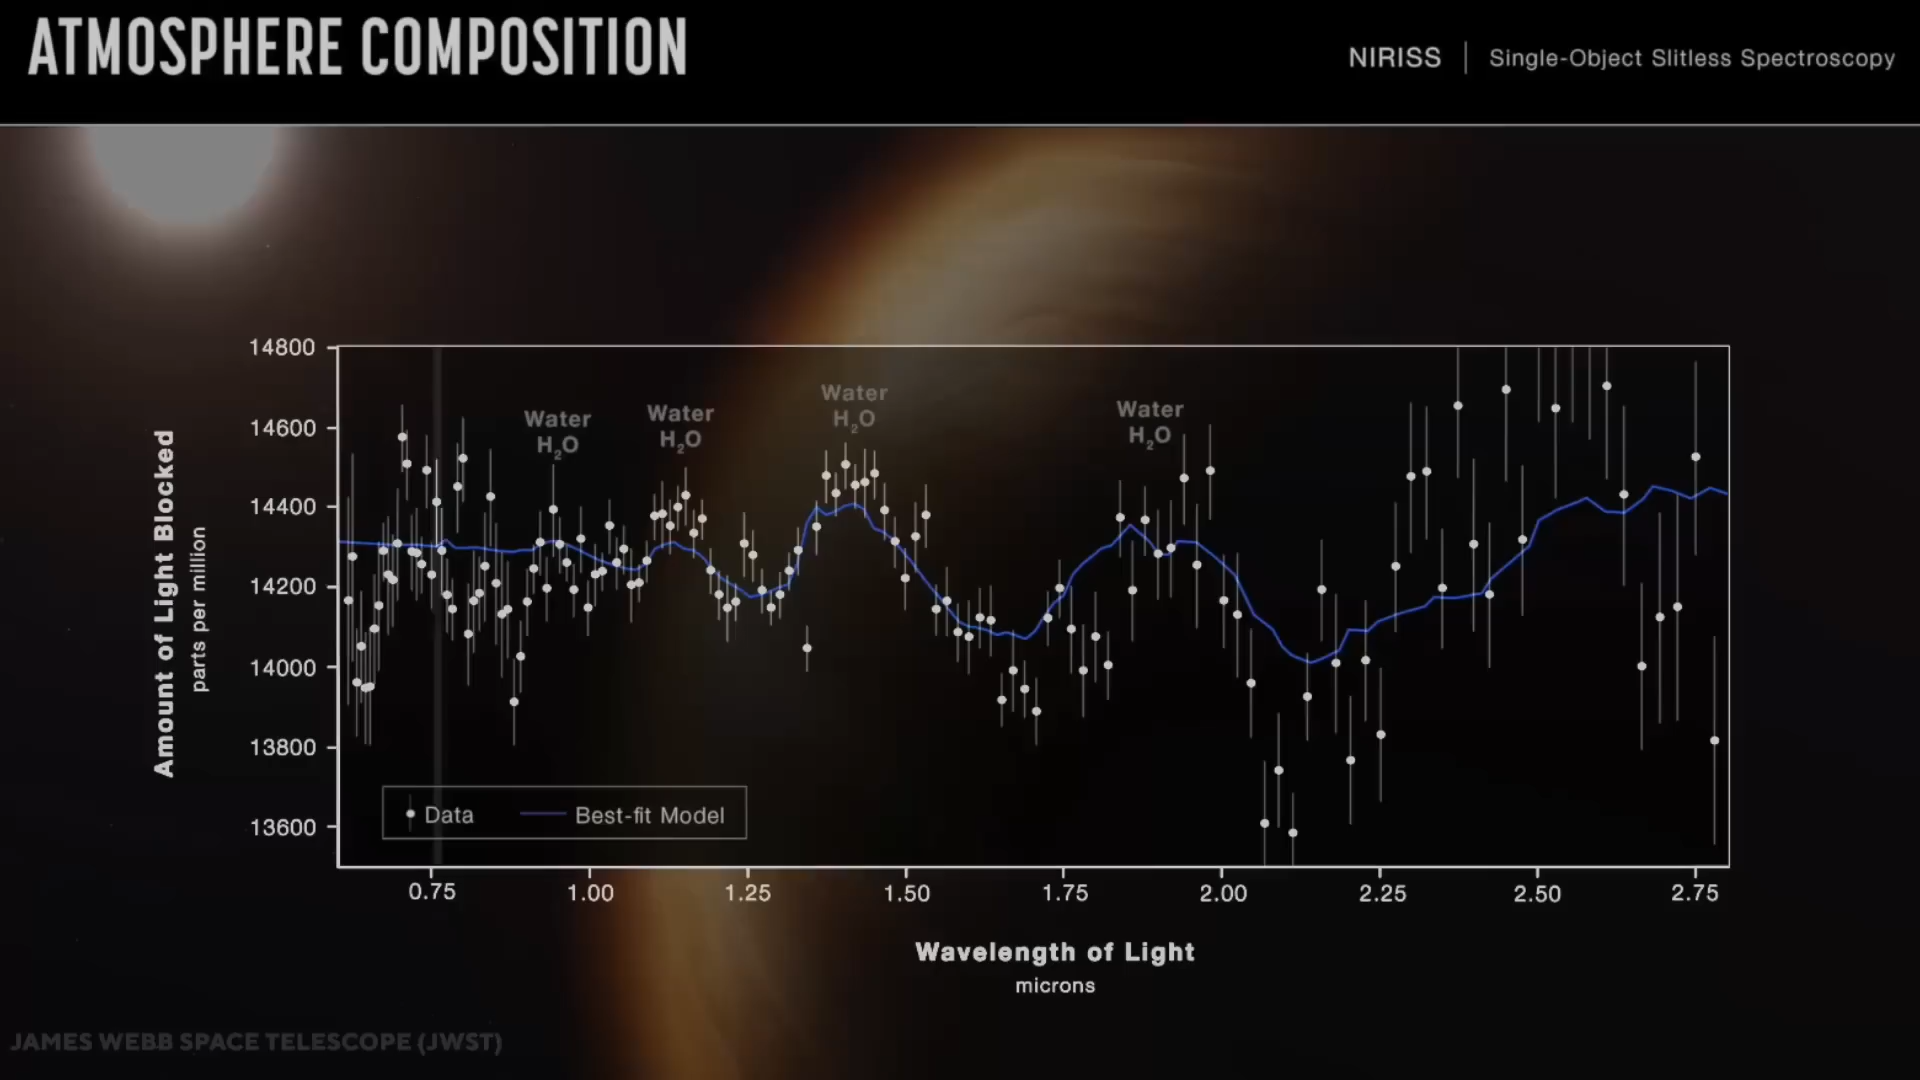 ATMOSPHERE COMPOSITION
NIRISS | Single-Object Slitless Spectroscopy
Amount of Light Blocked
parts per million
14800
14600
14400
14200
14000
13800
13600
Water
H₂O
Water
H₂O
Water
H₂O
Water
H₂O
Data
Best-fit Model
0.75
1.00
1.25
1.50
1.75
2.00
2.25
2.50
2.75
Wavelength of Light
microns
JAMES WEBB SPACE TELESCOPE (JWST)